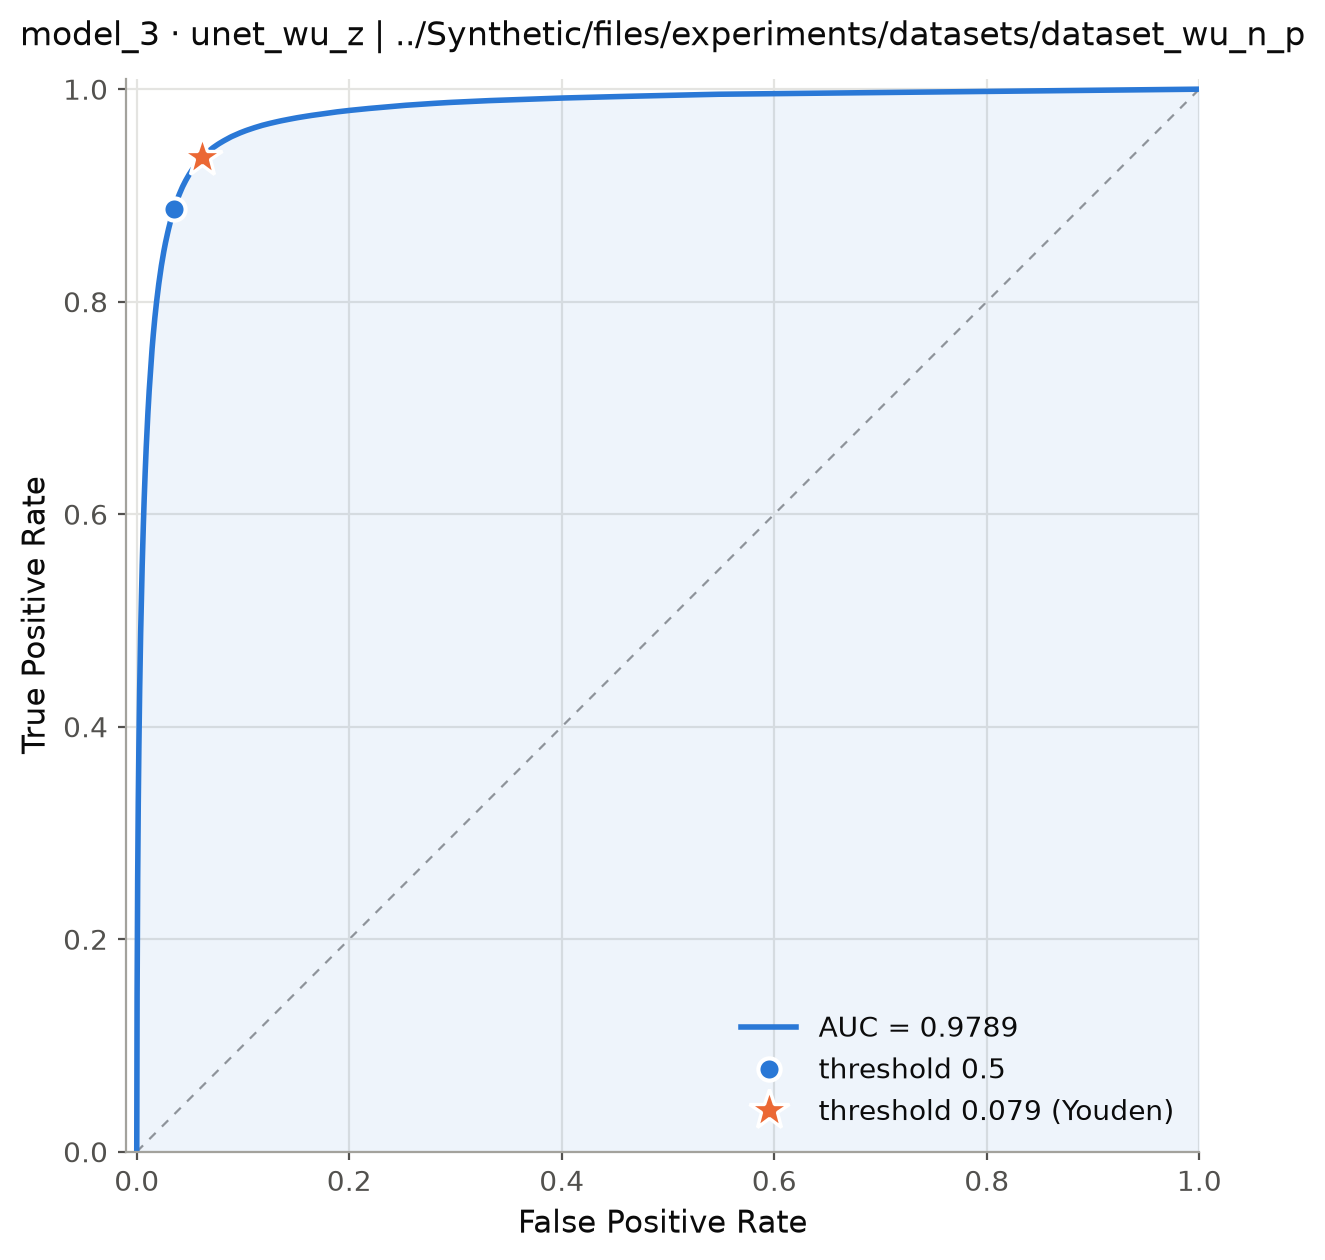 model_3 · unet_wu_z | ../Synthetic/files/experiments/datasets/dataset_wu_n_p
1.0
0.8
0.6
0.4
0.2
0.0
True Positive Rate
0.0 0.2 0.4 0.6 0.8 1.0
False Positive Rate
AUC = 0.9789
threshold 0.5
threshold 0.079 (Youden)